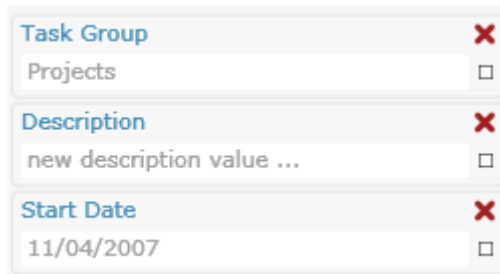 Task Group
Projects
Description
new description value ...
Start Date
11/04/2007